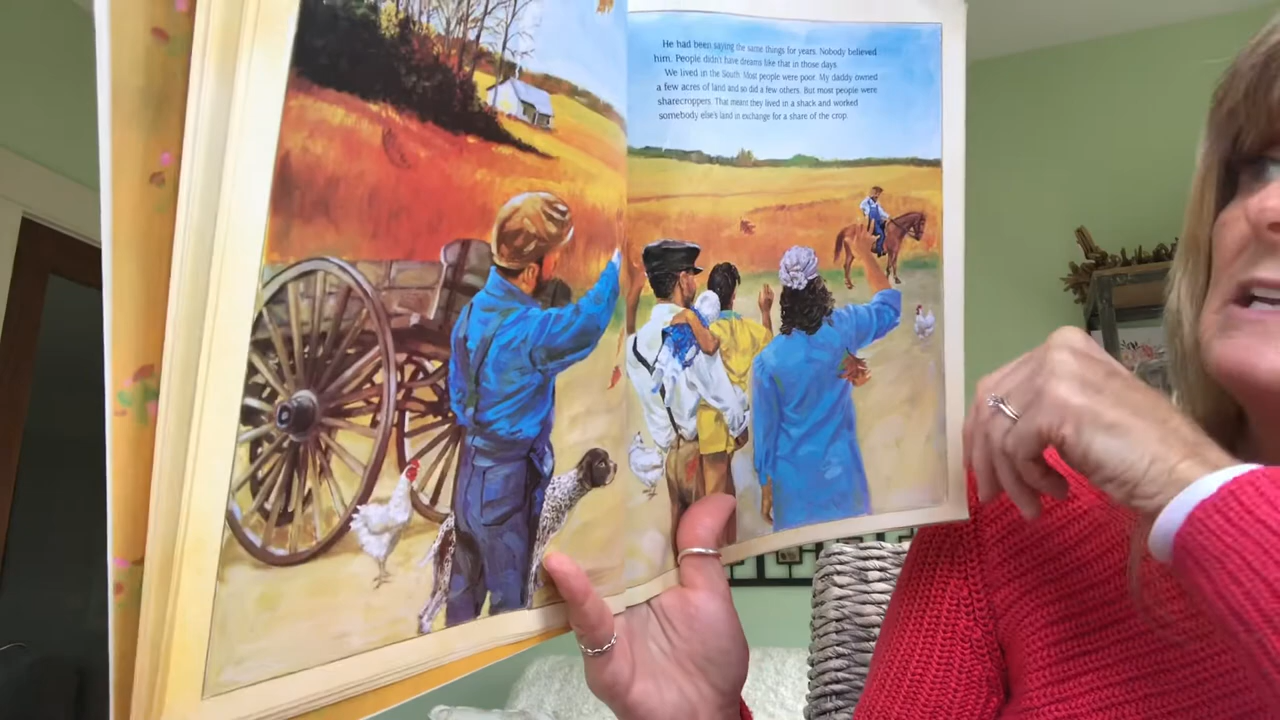 He had been saying the same things for years. Nobody believed
him. People didn't have dreams like that in those days.
We lived in the South. Most people were poor. My daddy owned
a few acres of land and so did a few others. But most people were
sharecroppers. That meant they lived in a shack and worked
somebody else's land in exchange for a share of the crop.